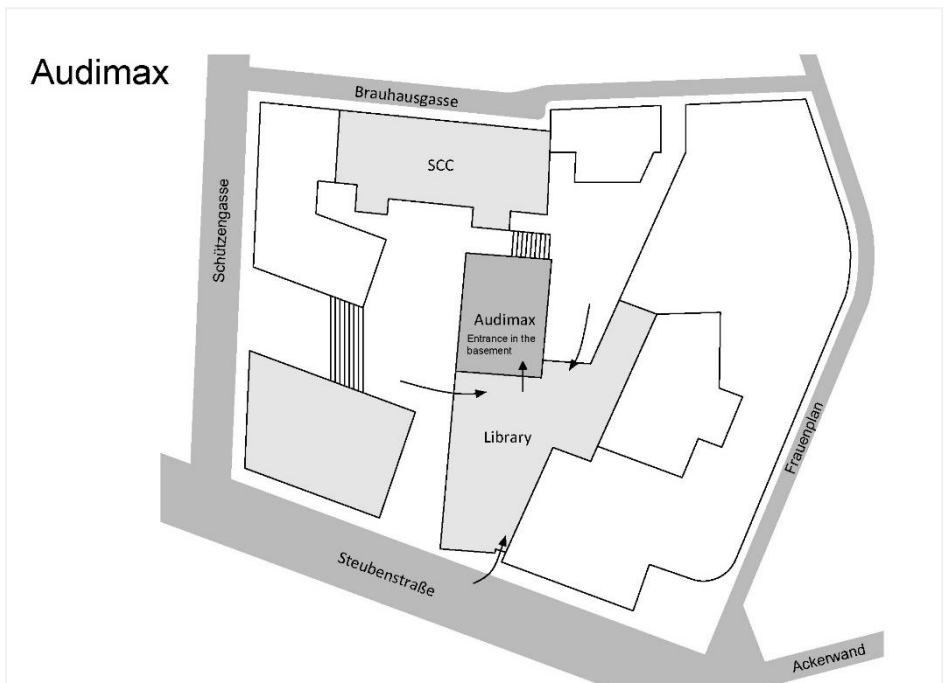 Audimax
Brauhausgasse
SCC
Schützengasse
Audimax
Entrance in the
basement
Library
Frauenplan
Steubenstraße
Ackerwand